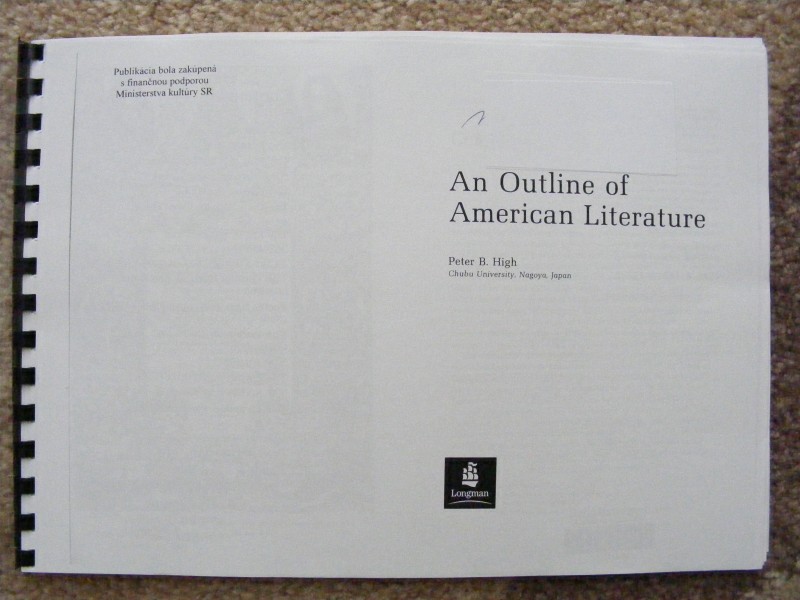 Publikácia bola zakúpená
s finančnou podporou
Ministerstva kultúry SR
An Outline of
American Literature
Peter B. High
Chubu University, Nagoya, Japan
Longman